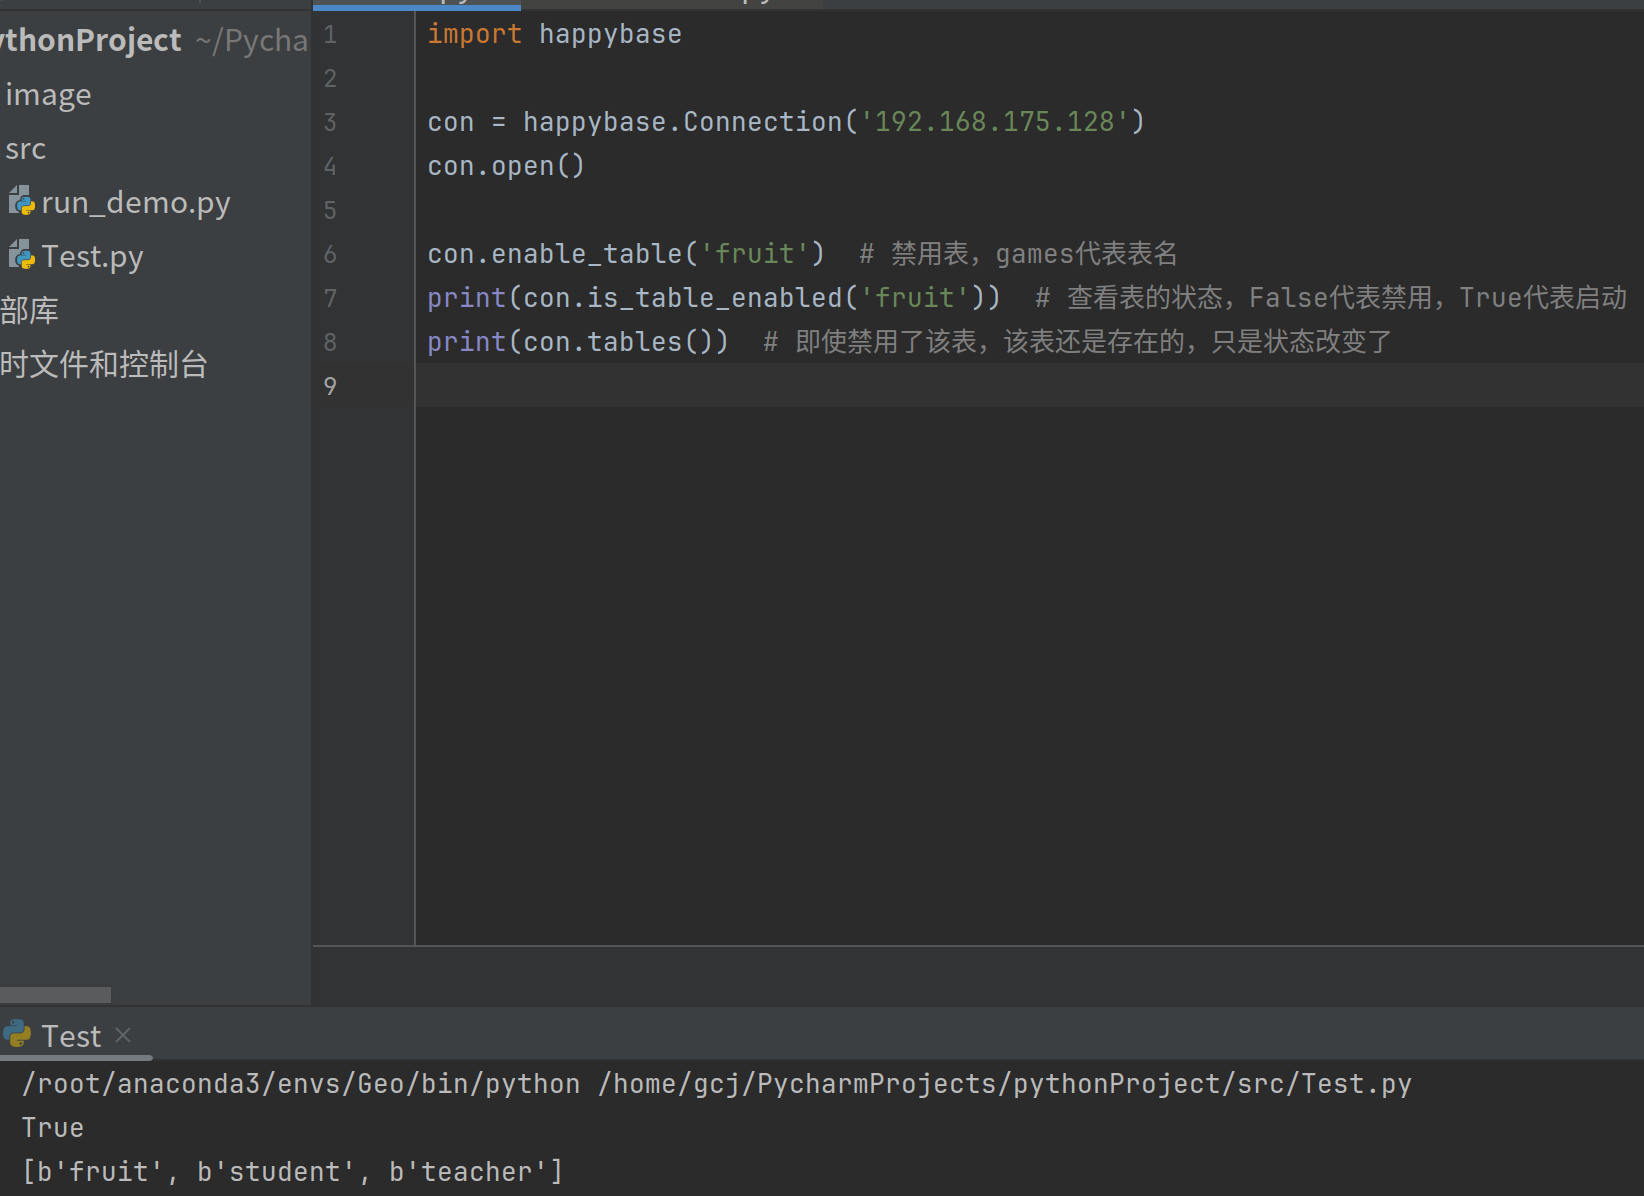 thonProject ~/Pycha
image
src
run_demo.py
Test.py
部库
时文件和控制台
1 import happybase
2
3 con = happybase.Connection('192.168.175.128')
4 con.open()
5
6 con.enable_table('fruit')  # 禁用表，games代表表名
7 print(con.is_table_enabled('fruit'))  # 查看表的状态，False代表禁用，True代表启动
8 print(con.tables())  # 即使禁用了该表，该表还是存在的，只是状态改变了
9
Test ×
/root/anaconda3/envs/Geo/bin/python /home/gcj/PycharmProjects/pythonProject/src/Test.py
True
[b'fruit', b'student', b'teacher']